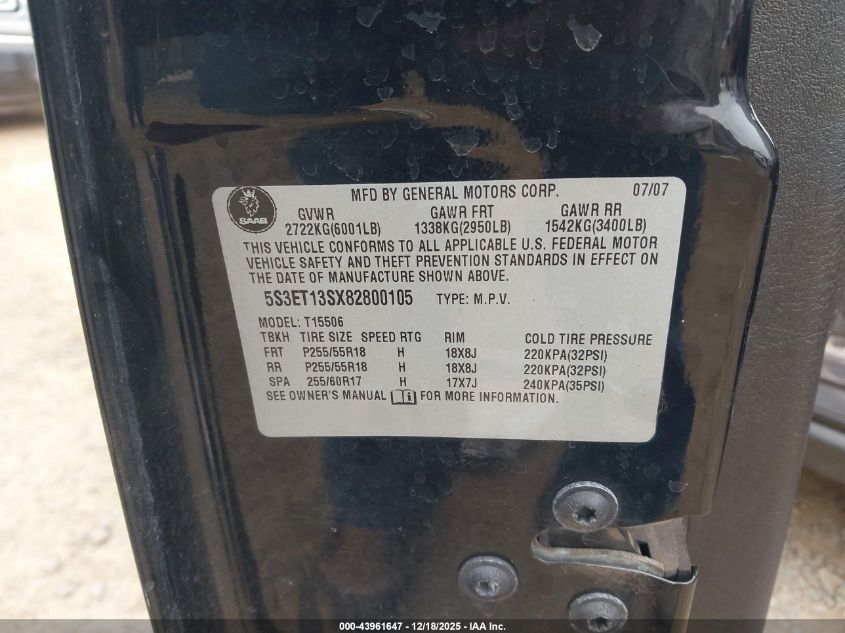 MFD BY GENERAL MOTORS CORP. 07/07
SAAB
GVWR GAWR FRT GAWR RR
2722KG(6001LB) 1338KG(2950LB) 1542KG(3400LB)
THIS VEHICLE CONFORMS TO ALL APPLICABLE U.S. FEDERAL MOTOR
VEHICLE SAFETY AND THEFT PREVENTION STANDARDS IN EFFECT ON
THE DATE OF MANUFACTURE SHOWN ABOVE.
5S3ET13SX82800105 TYPE: M.P.V.
MODEL: T15506
TBKH TIRE SIZE SPEED RTG RIM COLD TIRE PRESSURE
FRT P255/55R18 H 18X8J 220KPA(32PSI)
RR P255/55R18 H 18X8J 220KPA(32PSI)
SPA 255/60R17 H 17X7J 240KPA(35PSI)
SEE OWNER'S MANUAL FOR MORE INFORMATION.
000-43961647 - 12/18/2025 - IAA Inc.